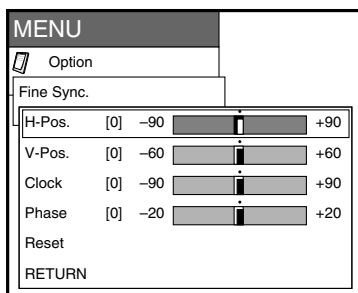 MENU
Option
Fine Sync.
H-Pos. [0] –90 +90
V-Pos. [0] –60 +60
Clock [0] –90 +90
Phase [0] –20 +20
Reset
RETURN